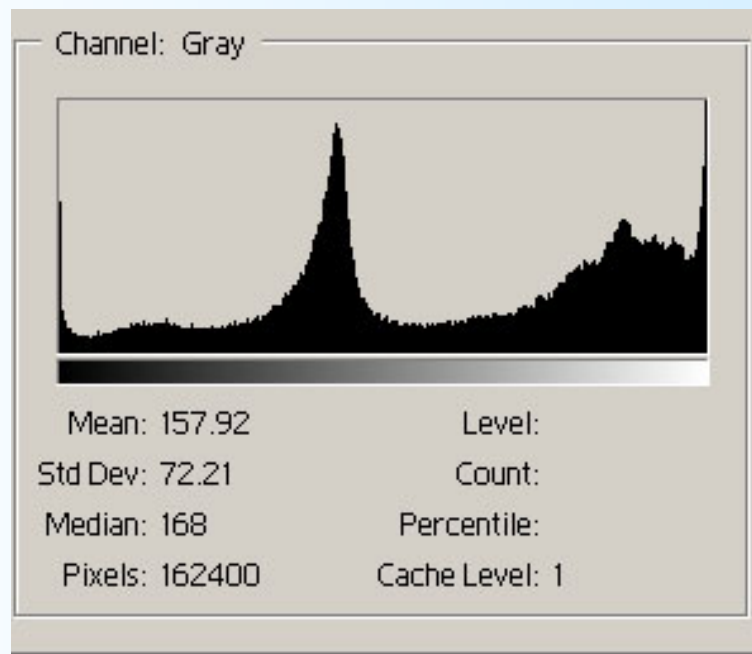 Channel: Gray
Mean: 157.92 Level:
Std Dev: 72.21 Count:
Median: 168 Percentile:
Pixels: 162400 Cache Level: 1